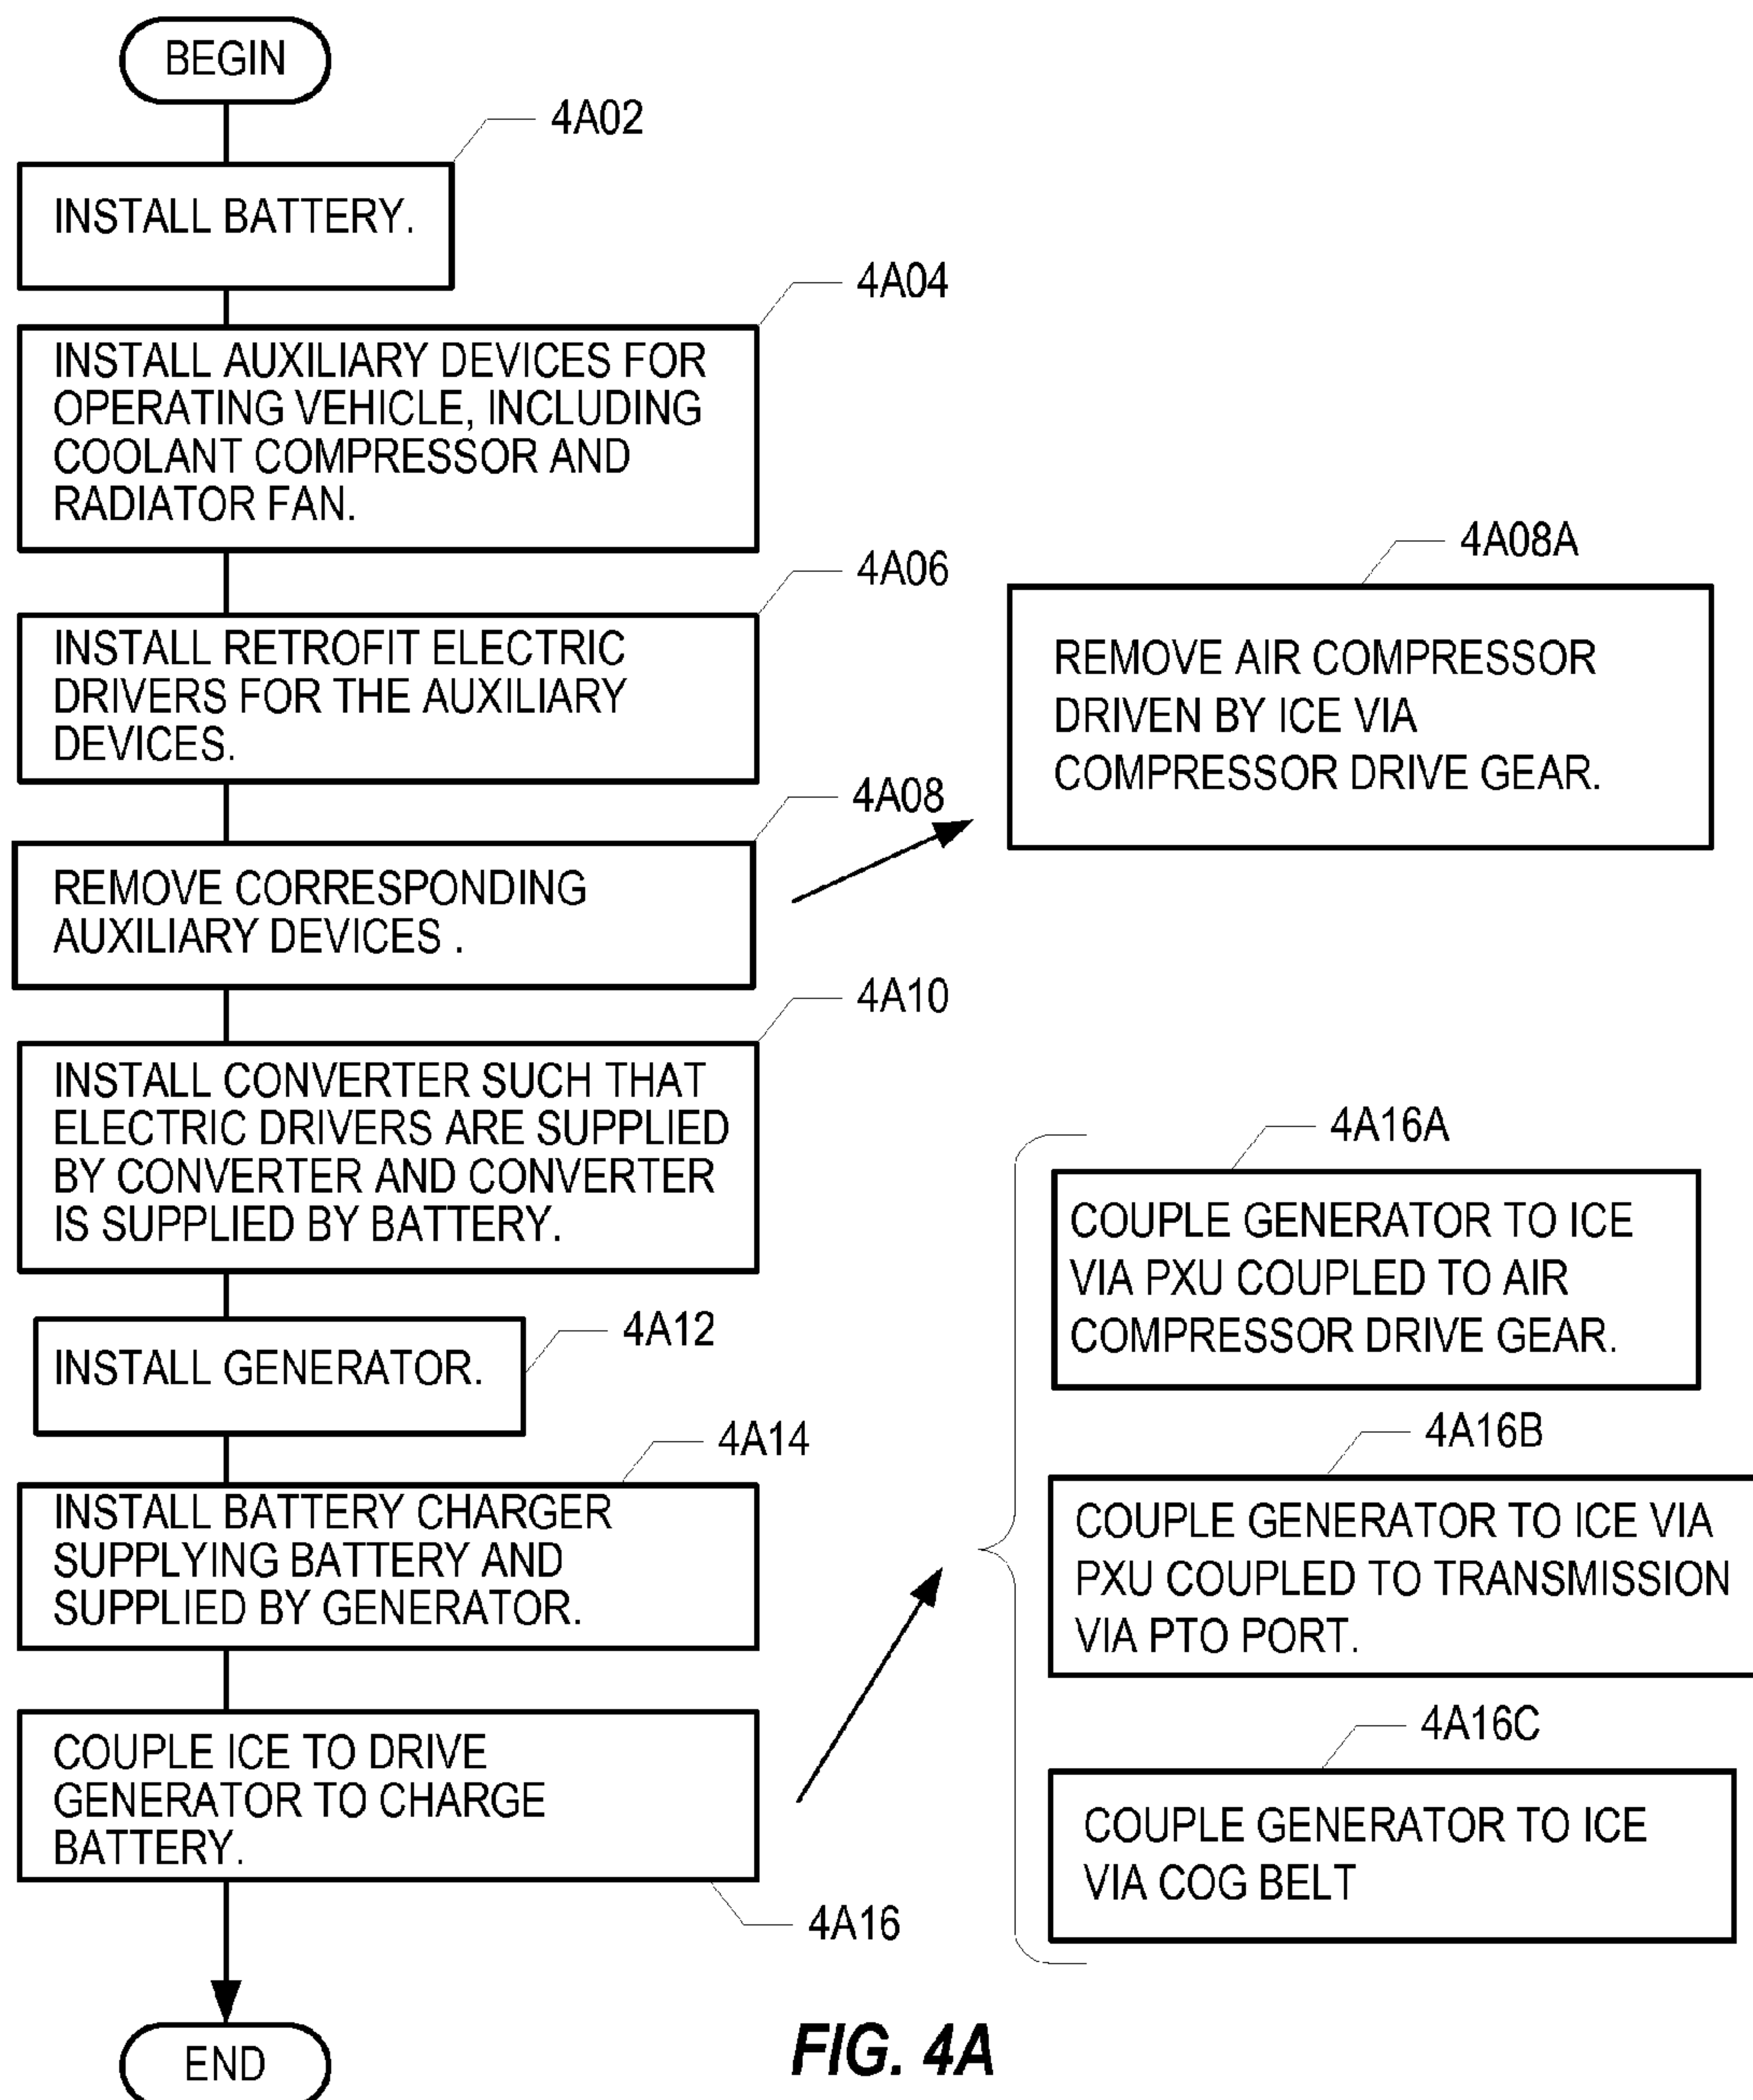 BEGIN
4A02
INSTALL BATTERY.
4A04
INSTALL AUXILIARY DEVICES FOR
OPERATING VEHICLE, INCLUDING
COOLANT COMPRESSOR AND
RADIATOR FAN.
4A06
INSTALL RETROFIT ELECTRIC
DRIVERS FOR THE AUXILIARY
DEVICES.
4A08
REMOVE CORRESPONDING
AUXILIARY DEVICES .
4A08A
REMOVE AIR COMPRESSOR
DRIVEN BY ICE VIA
COMPRESSOR DRIVE GEAR.
4A10
INSTALL CONVERTER SUCH THAT
ELECTRIC DRIVERS ARE SUPPLIED
BY CONVERTER AND CONVERTER
IS SUPPLIED BY BATTERY.
4A12
INSTALL GENERATOR.
4A14
INSTALL BATTERY CHARGER
SUPPLYING BATTERY AND
SUPPLIED BY GENERATOR.
COUPLE ICE TO DRIVE
GENERATOR TO CHARGE
BATTERY.
4A16
4A16A
COUPLE GENERATOR TO ICE
VIA PXU COUPLED TO AIR
COMPRESSOR DRIVE GEAR.
4A16B
COUPLE GENERATOR TO ICE VIA
PXU COUPLED TO TRANSMISSION
VIA PTO PORT.
4A16C
COUPLE GENERATOR TO ICE
VIA COG BELT
END
FIG. 4A